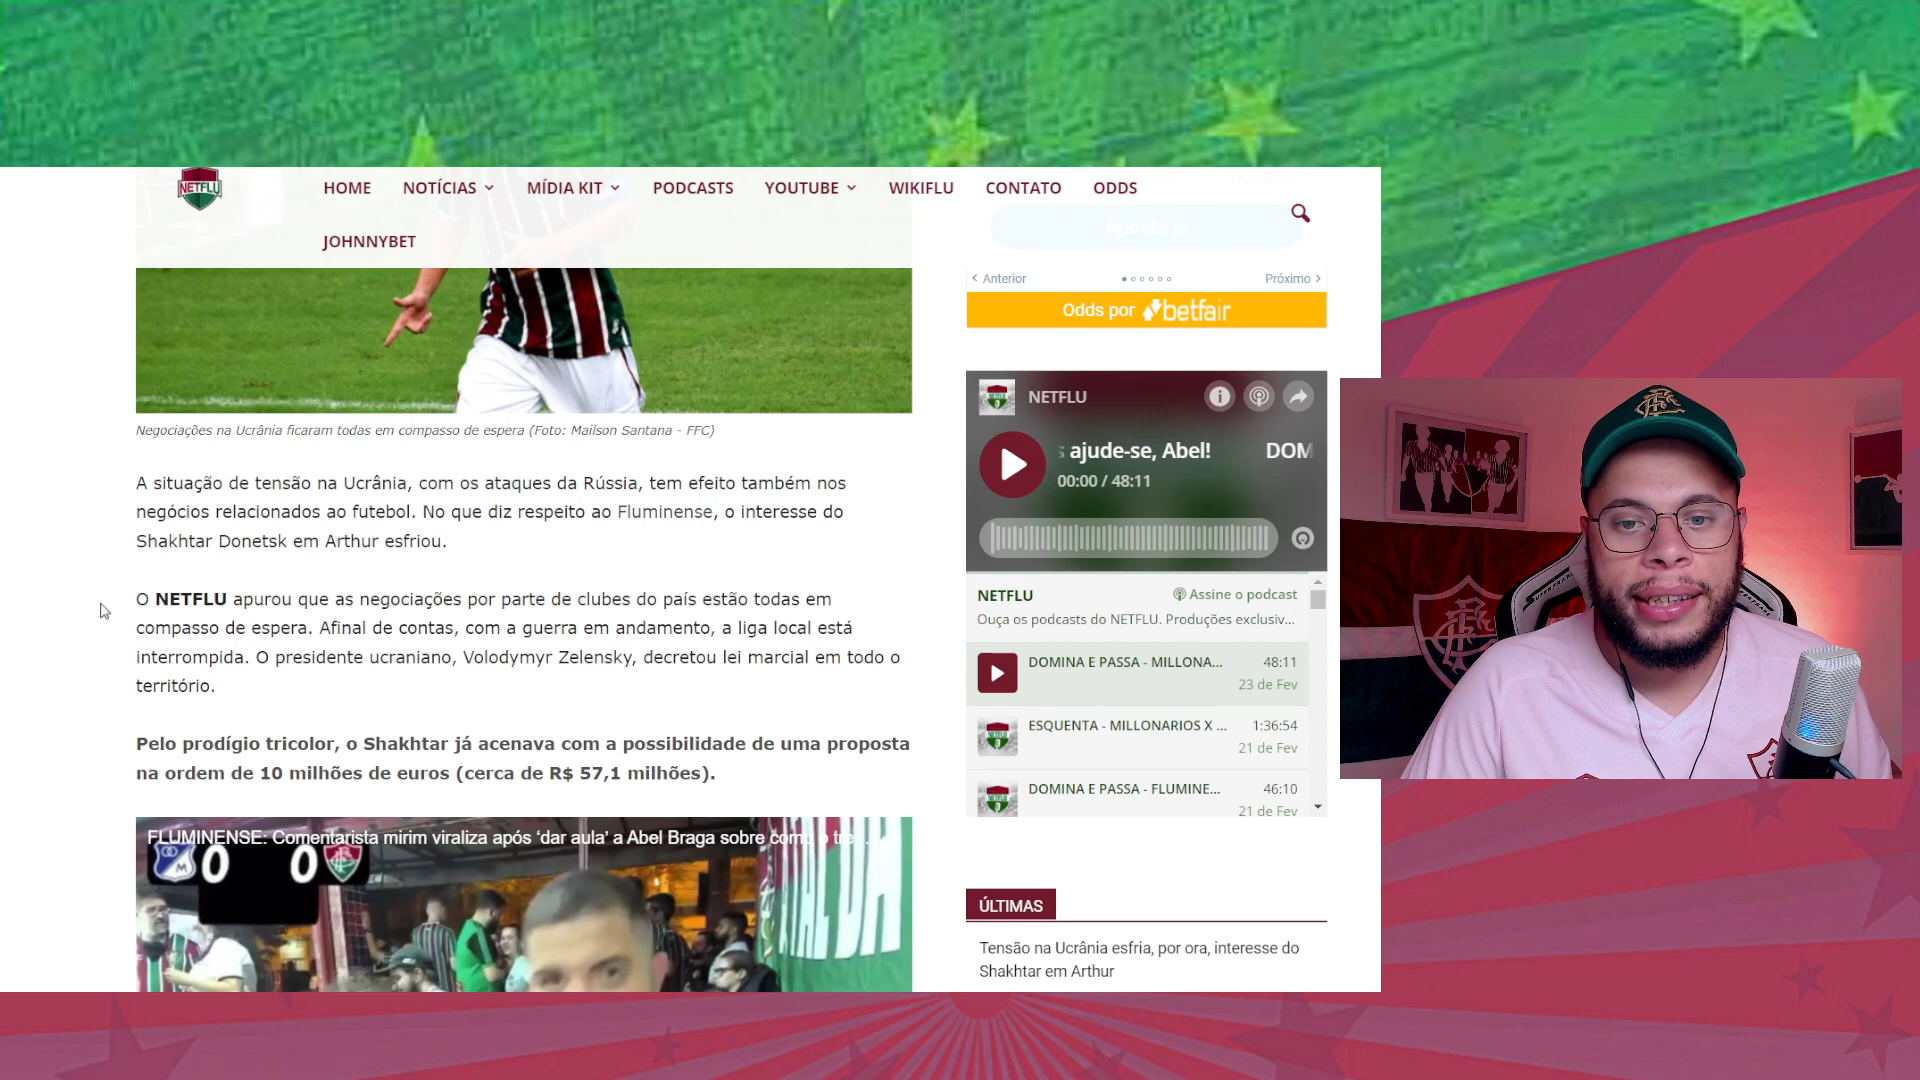 NETFLU
HOME
NOTÍCIAS
MÍDIA KIT
PODCASTS
YOUTUBE
WIKIFLU
CONTATO
ODDS
JOHNNYBET
Aposte já
Anterior
Próximo
Odds por betfair
Negociações na Ucrânia ficaram todas em compasso de espera (Foto: Mailson Santana - FFC)
A situação de tensão na Ucrânia, com os ataques da Rússia, tem efeito também nos
negócios relacionados ao futebol. No que diz respeito ao Fluminense, o interesse do
Shakhtar Donetsk em Arthur esfriou.
O NETFLU apurou que as negociações por parte de clubes do país estão todas em
compasso de espera. Afinal de contas, com a guerra em andamento, a liga local está
interrompida. O presidente ucraniano, Volodymyr Zelensky, decretou lei marcial em todo o
território.
Pelo prodígio tricolor, o Shakhtar já acenava com a possibilidade de uma proposta
na ordem de 10 milhões de euros (cerca de R$ 57,1 milhões).
FLUMINENSE: Comentarista mirim viraliza após ‘dar aula’ a Abel Braga sobre como o tre...
0 0
NETFLU
s ajude-se, Abel! DOM
00:00 / 48:11
NETFLU
Assine o podcast
Ouça os podcasts do NETFLU. Produções exclusiv...
DOMINA E PASSA - MILLONA... 48:11
23 de Fev
ESQUENTA - MILLONARIOS X ... 1:36:54
21 de Fev
DOMINA E PASSA - FLUMINE... 46:10
21 de Fev
ÚLTIMAS
Tensão na Ucrânia esfria, por ora, interesse do
Shakhtar em Arthur